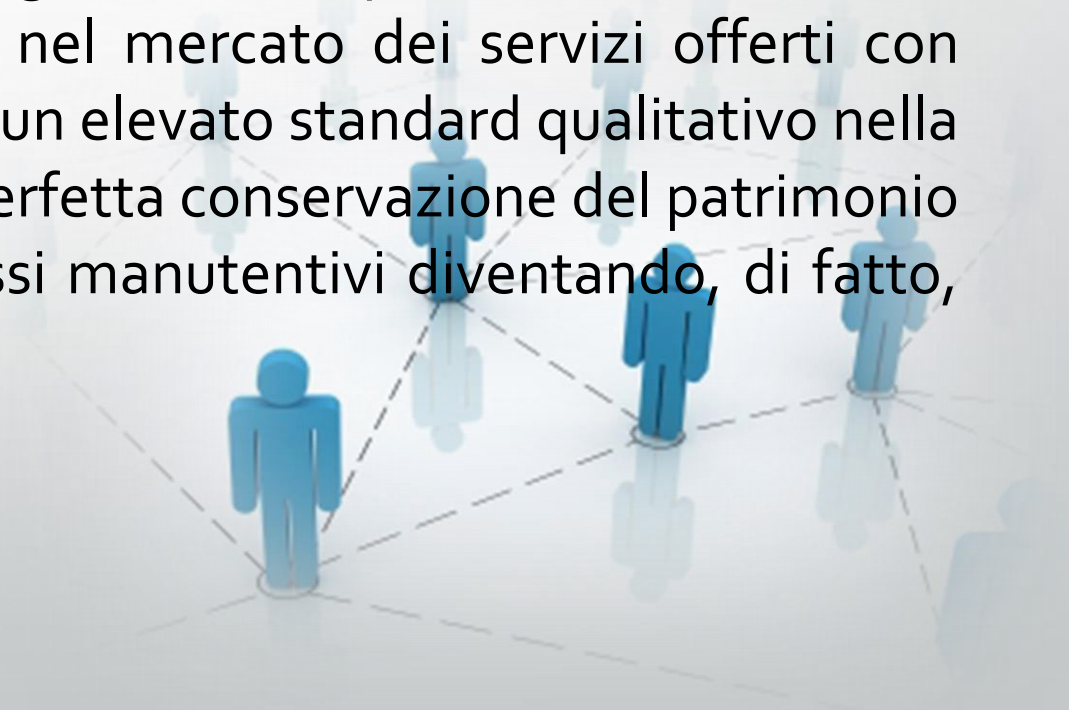 nel mercato dei servizi offerti con
un elevato standard qualitativo nella
erfetta conservazione del patrimonio
ssi manutentivi diventando, di fatto,